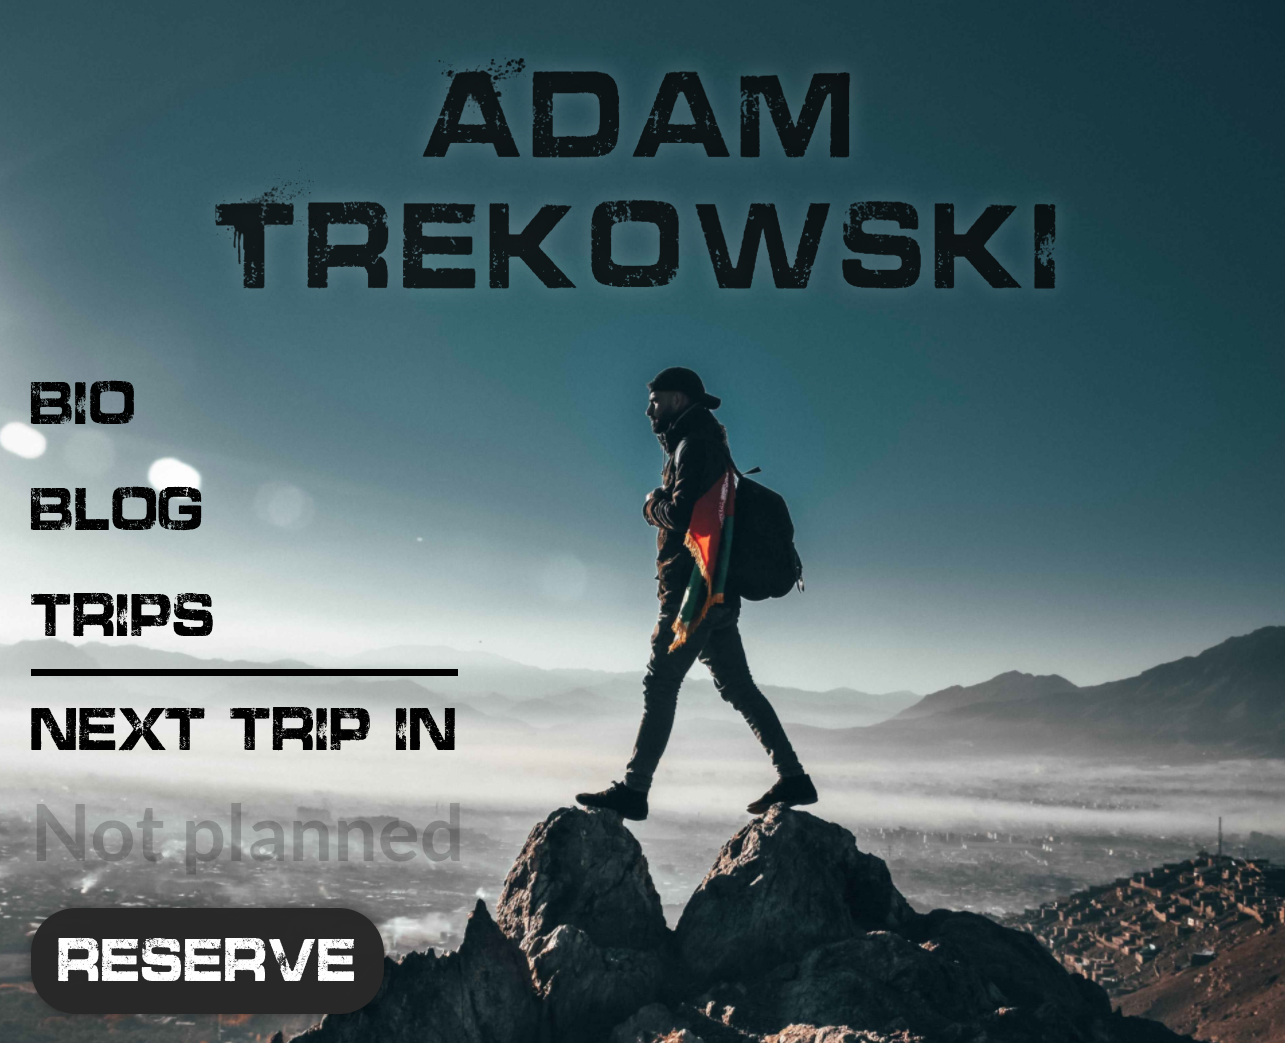 ADAM
TREKOWSKI
BIO
BLOG
TRIPS
NEXT TRIP IN
Not planned
RESERVE